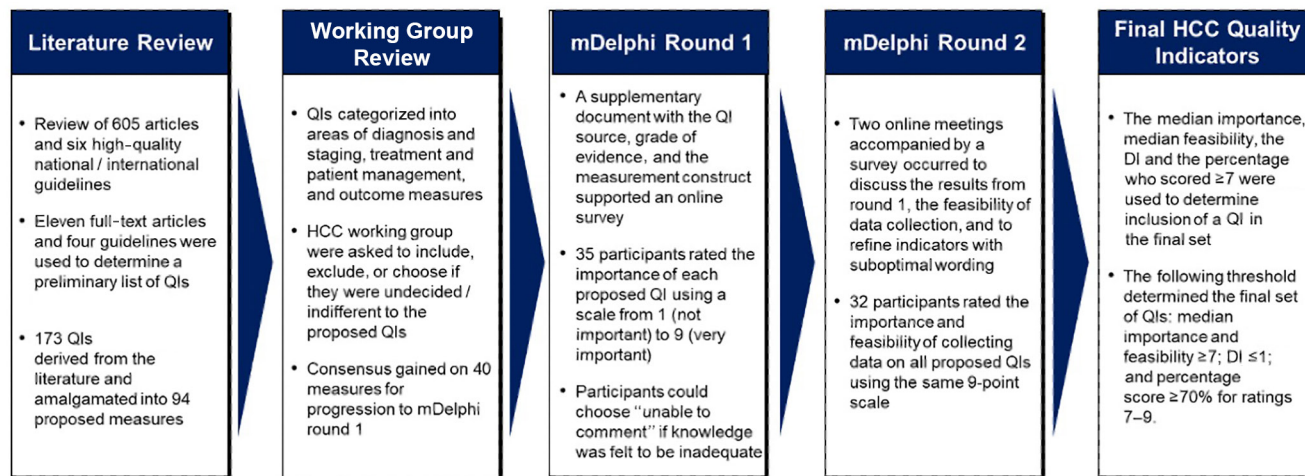 Literature Review
• Review of 605 articles
and six high-quality
national / international
guidelines
• Eleven full-text articles
and four guidelines were
used to determine a
preliminary list of QIs
• 173 QIs
derived from the
literature and
amalgamated into 94
proposed measures
Working Group
Review
• QIs categorized into
areas of diagnosis and
staging, treatment and
patient management,
and outcome measures
• HCC working group
were asked to include,
exclude, or choose if
they were undecided /
indifferent to the
proposed QIs
• Consensus gained on 40
measures for
progression to mDelphi
round 1
mDelphi Round 1
• A supplementary
document with the QI
source, grade of
evidence, and the
measurement construct
supported an online
survey
• 35 participants rated the
importance of each
proposed QI using a
scale from 1 (not
important) to 9 (very
important)
• Participants could
choose “unable to
comment” if knowledge
was felt to be inadequate
mDelphi Round 2
• Two online meetings
accompanied by a
survey occurred to
discuss the results from
round 1, the feasibility of
data collection, and to
refine indicators with
suboptimal wording
• 32 participants rated the
importance and
feasibility of collecting
data on all proposed QIs
using the same 9-point
scale
Final HCC Quality
Indicators
• The median importance,
median feasibility, the
DI and the percentage
who scored ≥7 were
used to determine
inclusion of a QI in
the final set
• The following threshold
determined the final set
of QIs: median
importance and
feasibility ≥7; DI ≤1;
and percentage
score ≥70% for ratings
7–9.